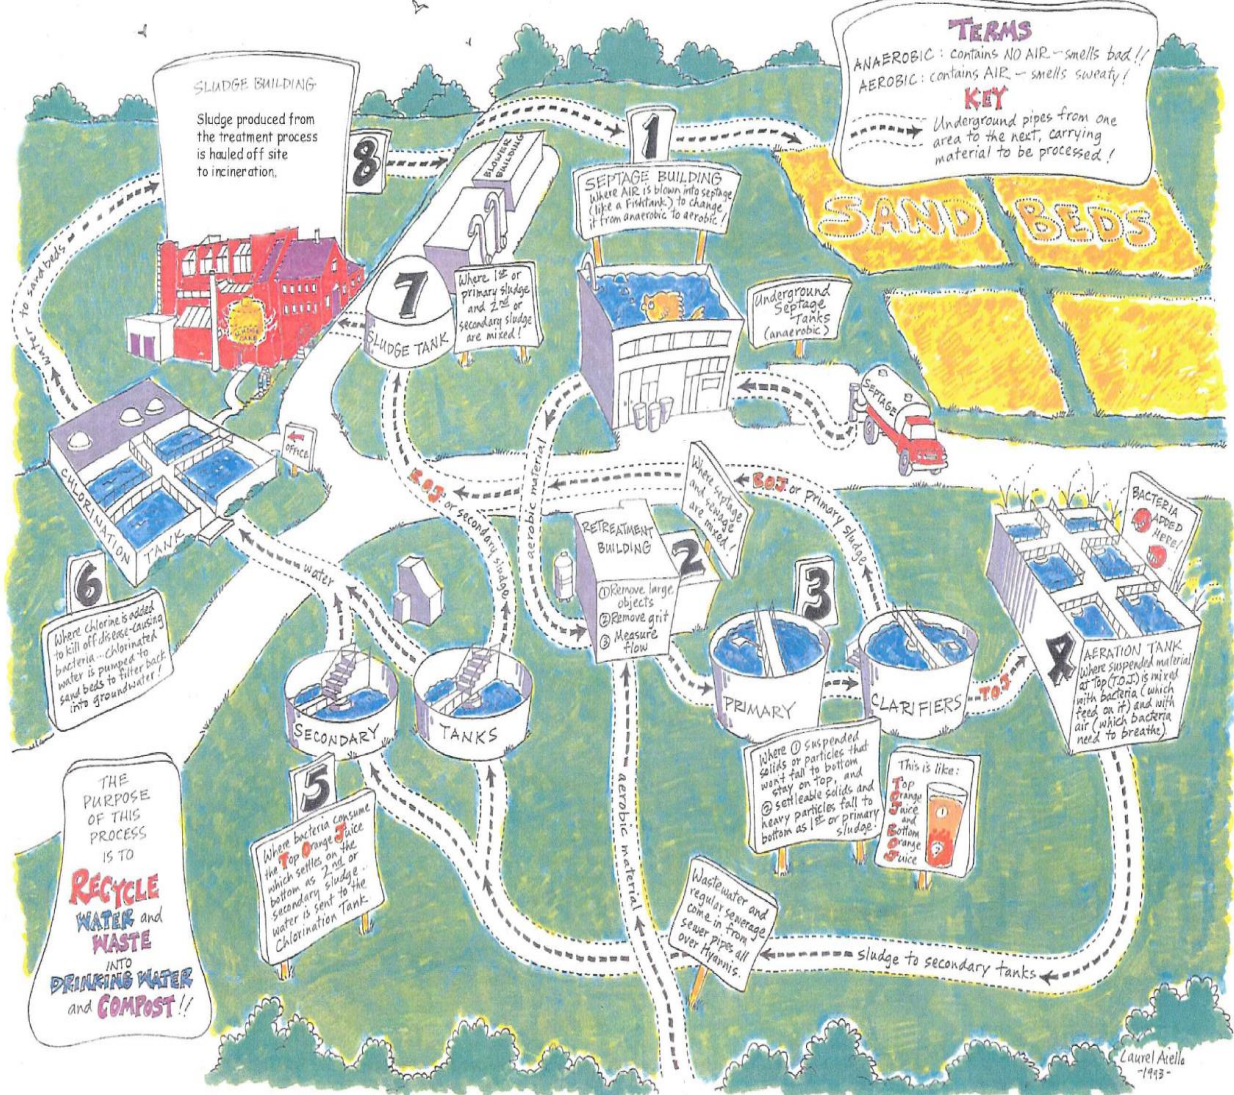 TERMS
ANAEROBIC: contains NO AIR – smells bad!!
AEROBIC: contains AIR – smells sweaty!
KEY
Underground pipes from one
area to the next, carrying
material to be processed!
SLUDGE BUILDING
Sludge produced from
the treatment process
is hauled off site
to incineration.
8
BLOWER
BUILDING
1
SEPTAGE BUILDING
Where AIR is blown into septage
(like a Fishtank) to change
it from anaerobic to aerobic.
SAND BEDS
water to sand beds
7
SLUDGE TANK
Where 1st or
primary sludge
and 2nd or
secondary sludge
are mixed!
Underground
Septage
Tanks
(anaerobic)
SEPTAGE
OFFICE
CHLORINATION TANK
6
Where Chlorine is added
to kill off disease-causing
bacteria – Chlorinated
water is pumped to
sand beds to filter back
into groundwater!
water
B.O.J. or secondary sludge
aerobic material
B.O.J. or primary sludge
RETREATMENT
BUILDING
① Remove large
objects
② Remove grit
③ Measure
flow
2
Where septage
and sewage
are mixed!
3
PRIMARY
CLARIFIERS
T.O.J.
BACTERIA
ADDED
HERE!
4
AERATION TANK
Where suspended material
at Top (T.O.J) is mixed
with bacteria (which
feed on it) and with
air (which bacteria
need to breathe)
SECONDARY
TANKS
5
Where bacteria consume
the Top Orange Juice
which settles on the
bottom as 2nd or
secondary sludge.
water is sent to the
Chlorination Tank
Where ① Suspended
solids or particles that
won't fall to bottom
stay on top, and
② settleable solids and
heavy particles fall to
bottom as 1st or primary
sludge.
This is like:
Top
Orange
Juice
and
Bottom
Orange
Juice
aerobic material
Wastewater and
regular sewerage
come in from
sewer pipes all
over Hyannis.
sludge to secondary tanks
THE
PURPOSE
OF THIS
PROCESS
IS TO
RECYCLE
WATER and
WASTE
INTO
DRINKING WATER
and COMPOST!!
Laurel Aiello
-1993-